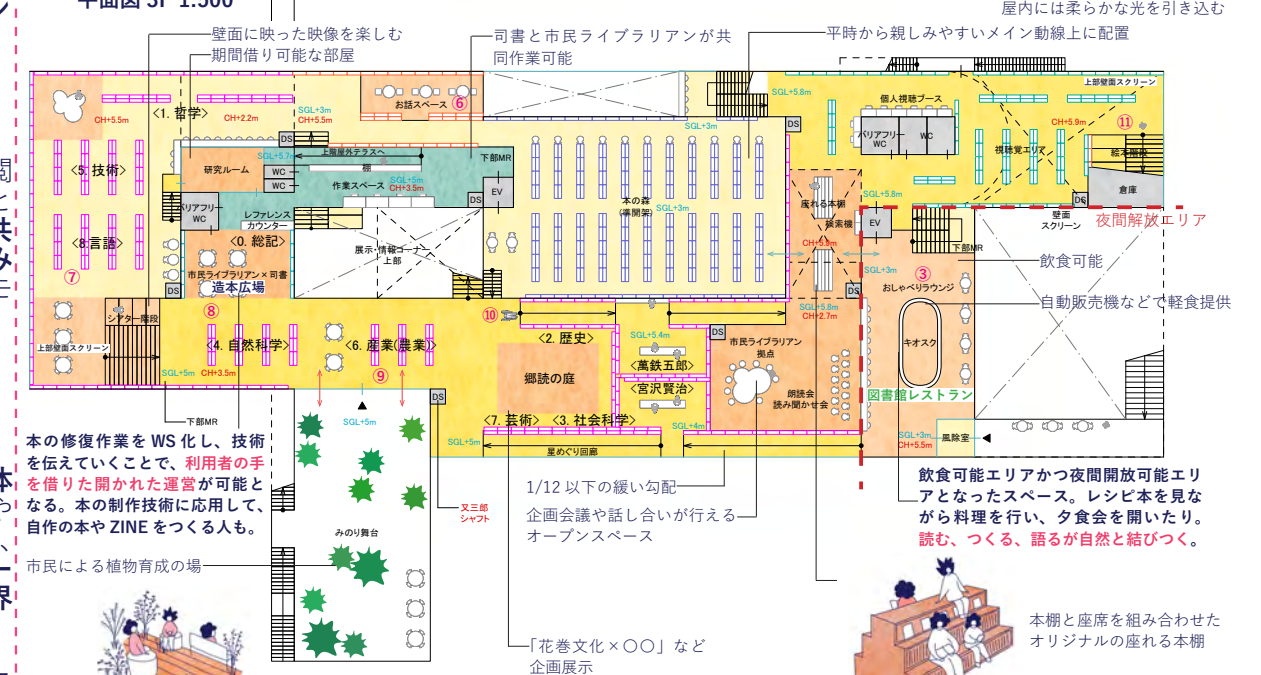 平面図 3F 1:500
屋内には柔らかな光を引き込む
壁面に映った映像を楽しむ
期間借り可能な部屋
司書と市民ライブラリアンが共
同作業可能
平時から親しみやすいメイン動線上に配置
上部壁面スクリーン
お話スペース
⑥
SGL+5.8m
個人視聴ブース
<1. 哲学>
CH+5.5m
CH+2.2m
SGL+3m
CH+5.5m
SGL+3m
CH+5.9m
⑪
DS
DS
バリアフリー
WC
WC
視聴覚エリア
絵本階段
SGL+5.7m
上階屋外テラスへ
下部MR
棚
<5. 技術>
研究ルーム
WC
WC
作業スペース
SGL+5m
CH+3.5m
EV
DS
本の森
(準開架)
SGL+3m
座れる本棚
SGL+5.8m
倉庫
DS
バリアフリー
WC
レファレンス
カウンター
検索機
EV
壁面
スクリーン
夜間解放エリア
<8.言語>
<0. 総記>
展示・情報コーナー
上部
CH+5.9m
下部MR
飲食可能
⑦
市民ライブラリアン×司書
造本広場
SGL+3m
③
おしゃべりラウンジ
DS
DS
自動販売機などで軽食提供
⑧
シアター階段
⑩
SGL+5.8m
CH+2.7m
上部壁面スクリーン
<4. 自然科学>
<6. 産業(農業)>
<2. 歴史>
SGL+5.4m
DS
市民ライブラリアン
拠点
キオスク
<萬鉄五郎>
SGL+5m
CH+3.5m
⑨
郷読の庭
<宮沢賢治>
朗読会
読み聞かせ会
図書館レストラン
DS
下部MR
SGL+5m
<7. 芸術>
<3. 社会科学>
SGL+4m
SGL+5m
星めぐり回廊
SGL+3m
CH+5.5m
風除室
本の修復作業を WS 化し、技術
を伝えていくことで、利用者の手
を借りた開かれた運営が可能と
なる。本の制作技術に応用して、
自作の本や ZINE をつくる人も。
1/12 以下の緩い勾配
企画会議や話し合いが行える
オープンスペース
飲食可能エリアかつ夜間開放可能エリ
アとなったスペース。レシピ本を見な
がら料理を行い、夕食会を開いたり。
読む、つくる、語るが自然と結びつく。
又三郎
シャフト
みのり舞台
市民による植物育成の場
本棚と座席を組み合わせた
オリジナルの座れる本棚
「花巻文化×〇〇」など
企画展示